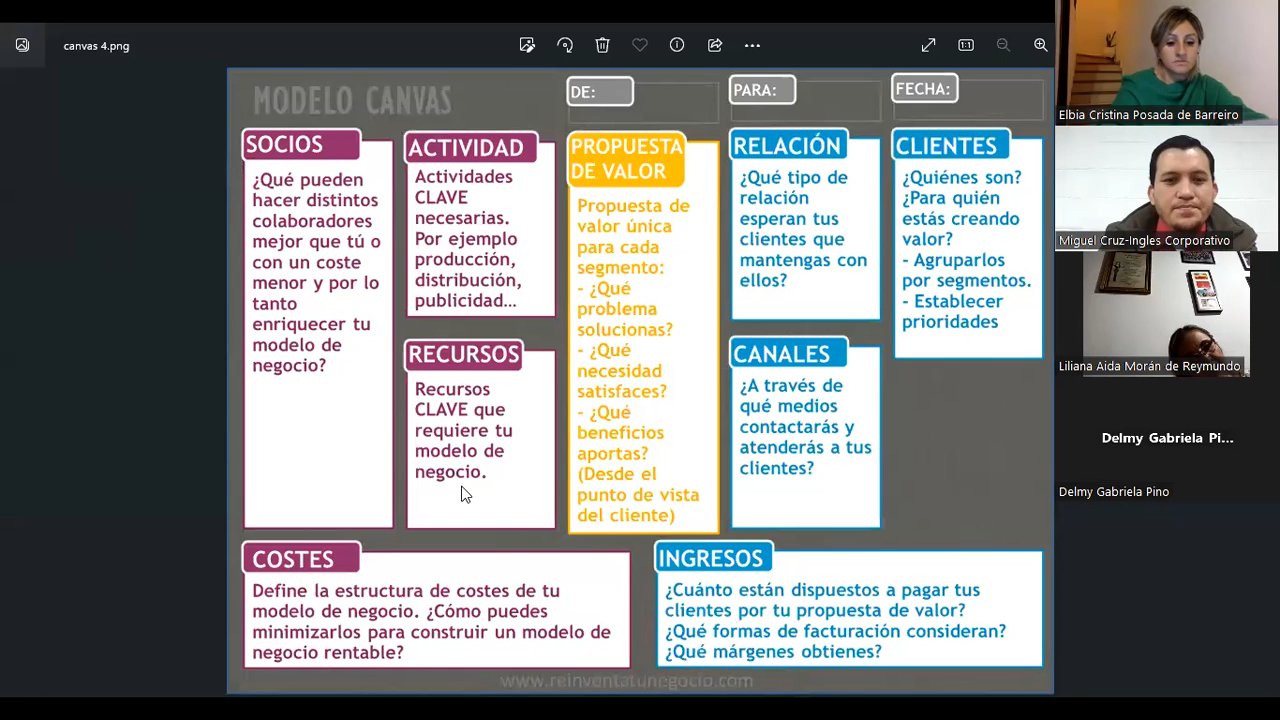 canvas 4.png
MODELO CANVAS
DE:
PARA:
FECHA:
SOCIOS
¿Qué pueden
hacer distintos
colaboradores
mejor que tú o
con un coste
menor y por lo
tanto
enriquecer tu
modelo de
negocio?
ACTIVIDAD
Actividades
CLAVE
necesarias.
Por ejemplo
producción,
distribución,
publicidad...
RECURSOS
Recursos
CLAVE que
requiere tu
modelo de
negocio.
PROPUESTA
DE VALOR
Propuesta de
valor única
para cada
segmento:
- ¿Qué
problema
solucionas?
- ¿Qué
necesidad
satisfaces?
- ¿Qué
beneficios
aportas?
(Desde el
punto de vista
del cliente)
RELACIÓN
¿Qué tipo de
relación
esperan tus
clientes que
mantengas con
ellos?
CANALES
¿A través de
qué medios
contactarás y
atenderás a tus
clientes?
CLIENTES
¿Quiénes son?
¿Para quién
estás creando
valor?
- Agruparlos
por segmentos.
- Establecer
prioridades
COSTES
Define la estructura de costes de tu
modelo de negocio. ¿Cómo puedes
minimizarlos para construir un modelo de
negocio rentable?
INGRESOS
¿Cuánto están dispuestos a pagar tus
clientes por tu propuesta de valor?
¿Qué formas de facturación consideran?
¿Qué márgenes obtienes?
www.reinventatunegocio.com
Elbia Cristina Posada de Barreiro
Miguel Cruz-Ingles Corporativo
Liliana Aida Morán de Reymundo
Delmy Gabriela Pi...
Delmy Gabriela Pino